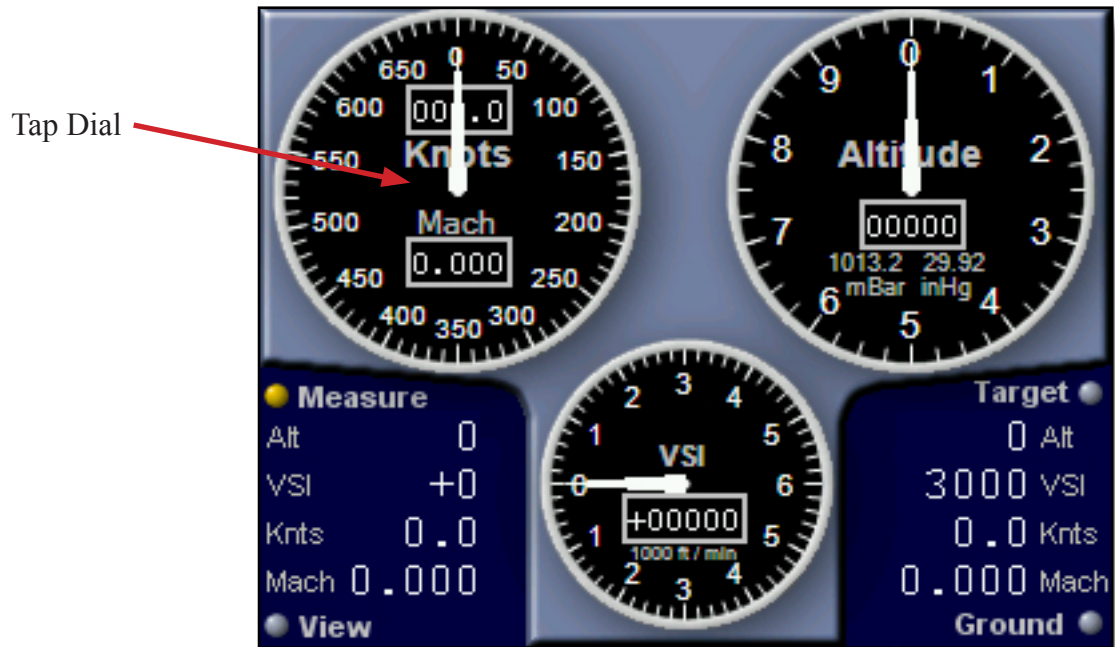 Tap Dial
0
50
100
150
200
250
300
350
400
450
500
550
600
650
Knots
Mach
0.000
0
1
2
3
4
5
6
7
8
9
Altitude
00000
1013.2 29.92
mBar inHg
Measure
Alt 0
VSI +0
Knts 0.0
Mach 0.000
View
0
1
2
3
4
5
6
5
4
3
2
1
VSI
+00000
1000 ft / min
Target
0 Alt
3000 VSI
0.0 Knts
0.000 Mach
Ground